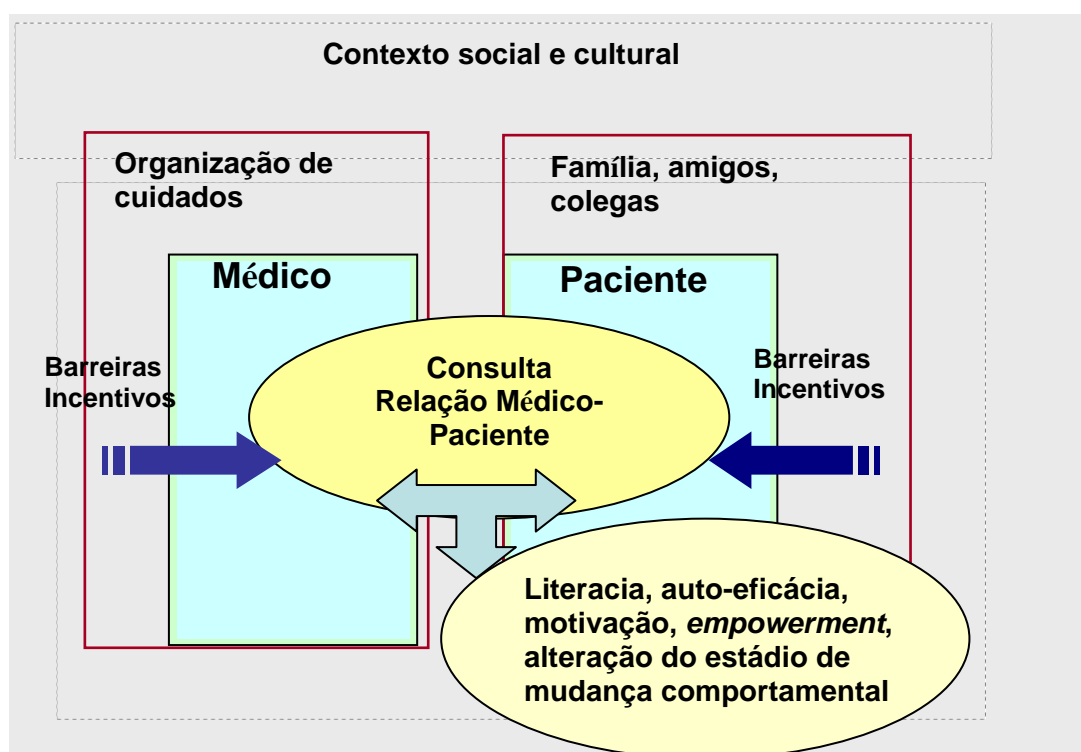 Contexto social e cultural
Organização de
cuidados
Família, amigos,
colegas
Médico
Paciente
Barreiras
Incentivos
Consulta
Relação Médico-
Paciente
Barreiras
Incentivos
Literacia, auto-eficácia,
motivação, empowerment,
alteração do estádio de
mudança comportamental